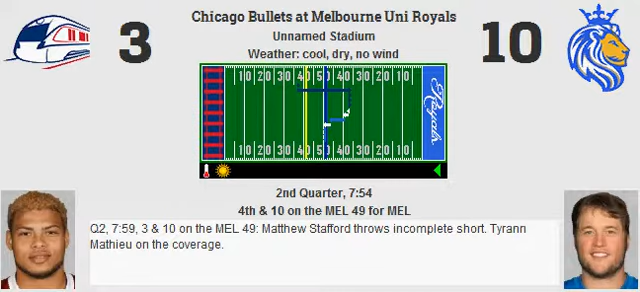 Chicago Bullets at Melbourne Uni Royals
3
Unnamed Stadium
10
Weather: cool, dry, no wind
10 20 30 40 50 40 30 20 10
Royals
10 20 30 40 50 40 30 20 10
2nd Quarter, 7:54
4th & 10 on the MEL 49 for MEL
Q2, 7:59, 3 & 10 on the MEL 49: Matthew Stafford throws incomplete short. Tyrann
Mathieu on the coverage.